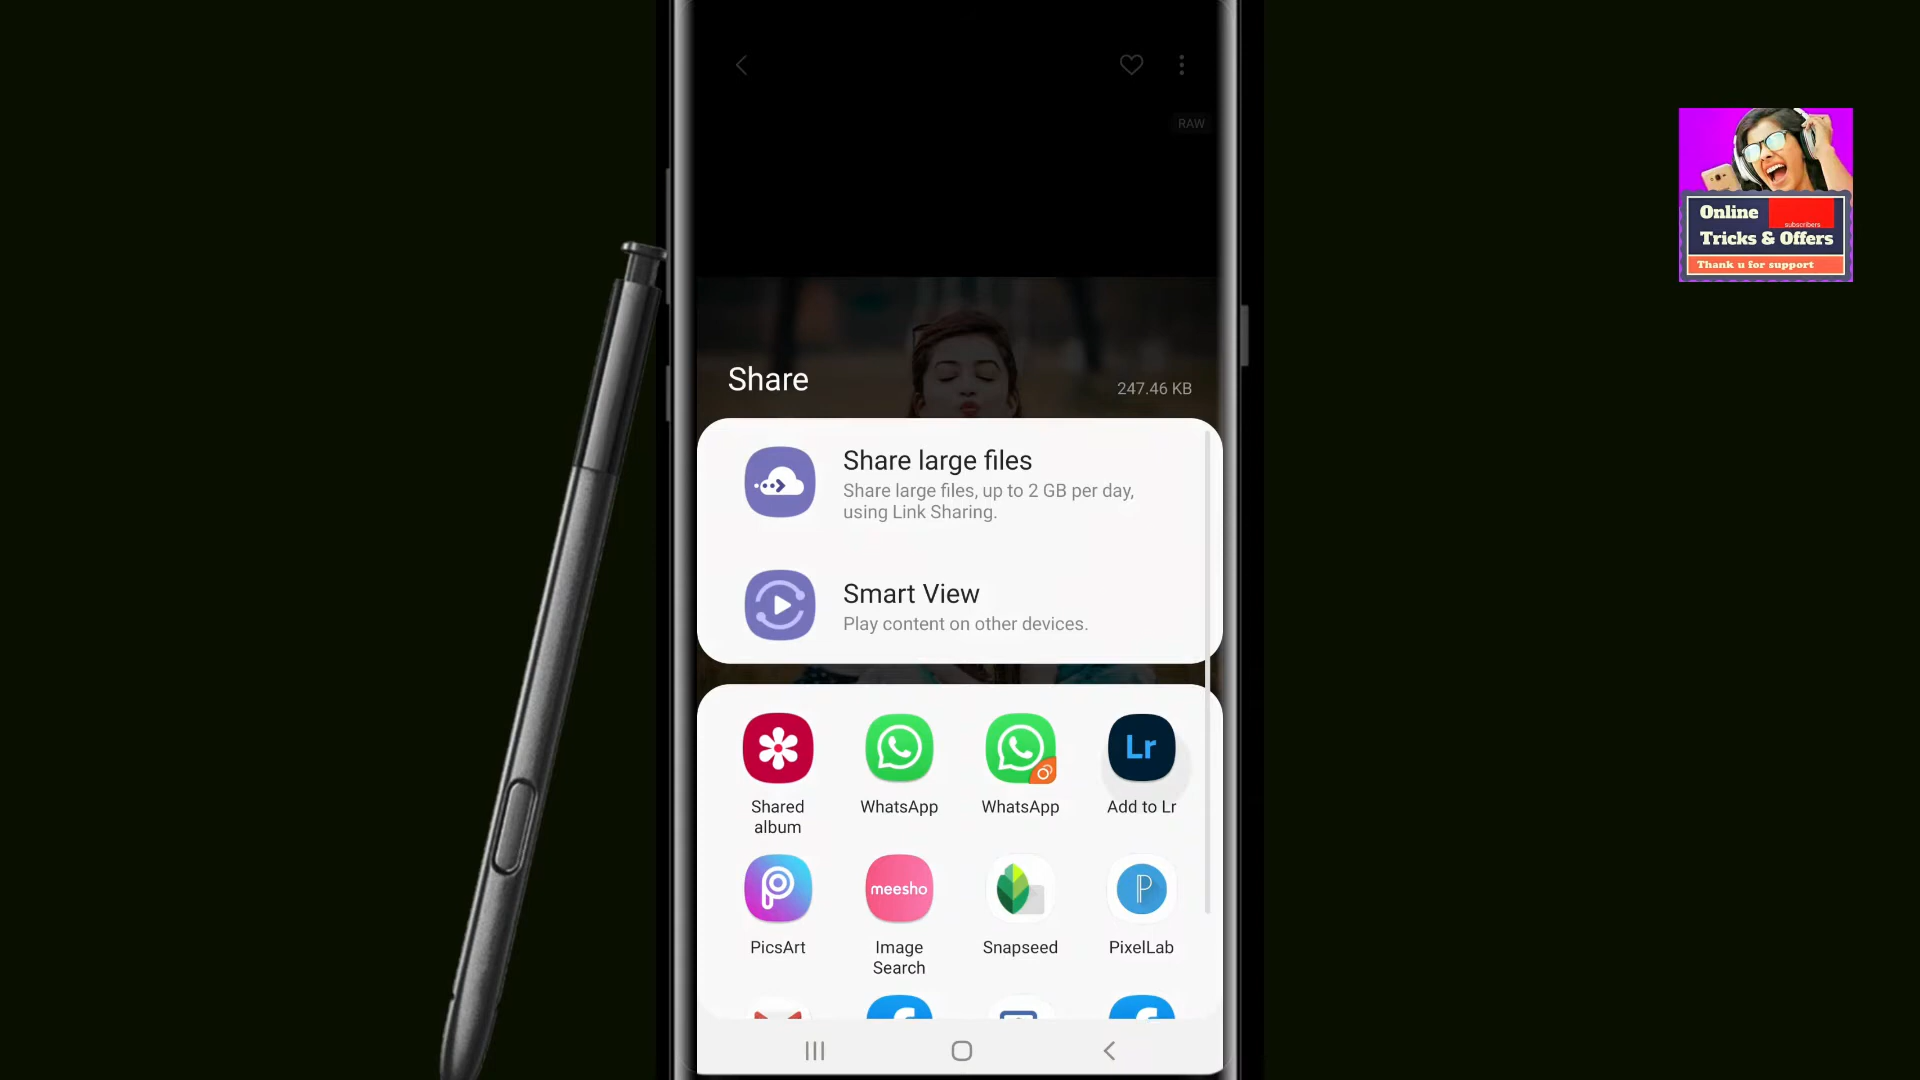 RAW
Share
247.46 KB
Share large files
Share large files, up to 2 GB per day,
using Link Sharing.
Smart View
Play content on other devices.
Lr
Shared
album
WhatsApp
WhatsApp
Add to Lr
meesho
PicsArt
Image
Search
Snapseed
PixelLab
Online
subscribers
Tricks & Offers
Thank u for support